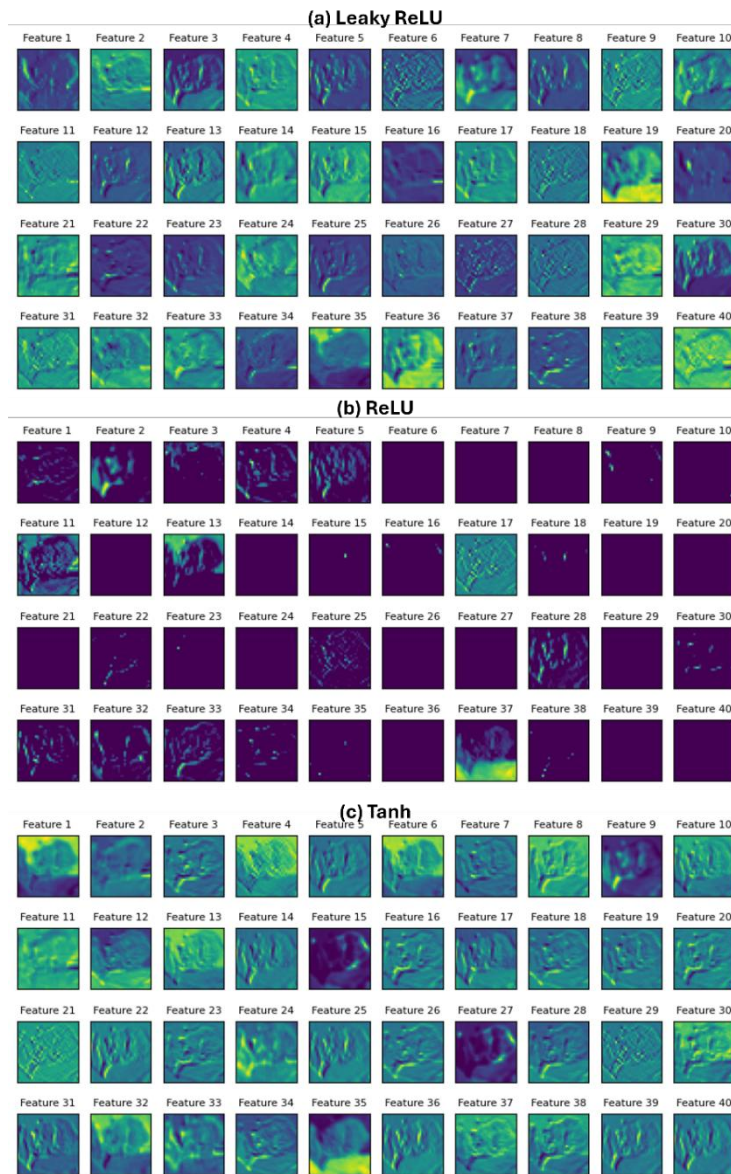 (a) Leaky ReLU
Feature 1 Feature 2 Feature 3 Feature 4 Feature 5 Feature 6 Feature 7 Feature 8 Feature 9 Feature 10
Feature 11 Feature 12 Feature 13 Feature 14 Feature 15 Feature 16 Feature 17 Feature 18 Feature 19 Feature 20
Feature 21 Feature 22 Feature 23 Feature 24 Feature 25 Feature 26 Feature 27 Feature 28 Feature 29 Feature 30
Feature 31 Feature 32 Feature 33 Feature 34 Feature 35 Feature 36 Feature 37 Feature 38 Feature 39 Feature 40
(b) ReLU
Feature 1 Feature 2 Feature 3 Feature 4 Feature 5 Feature 6 Feature 7 Feature 8 Feature 9 Feature 10
Feature 11 Feature 12 Feature 13 Feature 14 Feature 15 Feature 16 Feature 17 Feature 18 Feature 19 Feature 20
Feature 21 Feature 22 Feature 23 Feature 24 Feature 25 Feature 26 Feature 27 Feature 28 Feature 29 Feature 30
Feature 31 Feature 32 Feature 33 Feature 34 Feature 35 Feature 36 Feature 37 Feature 38 Feature 39 Feature 40
(c) Tanh
Feature 1 Feature 2 Feature 3 Feature 4 Feature 5 Feature 6 Feature 7 Feature 8 Feature 9 Feature 10
Feature 11 Feature 12 Feature 13 Feature 14 Feature 15 Feature 16 Feature 17 Feature 18 Feature 19 Feature 20
Feature 21 Feature 22 Feature 23 Feature 24 Feature 25 Feature 26 Feature 27 Feature 28 Feature 29 Feature 30
Feature 31 Feature 32 Feature 33 Feature 34 Feature 35 Feature 36 Feature 37 Feature 38 Feature 39 Feature 40